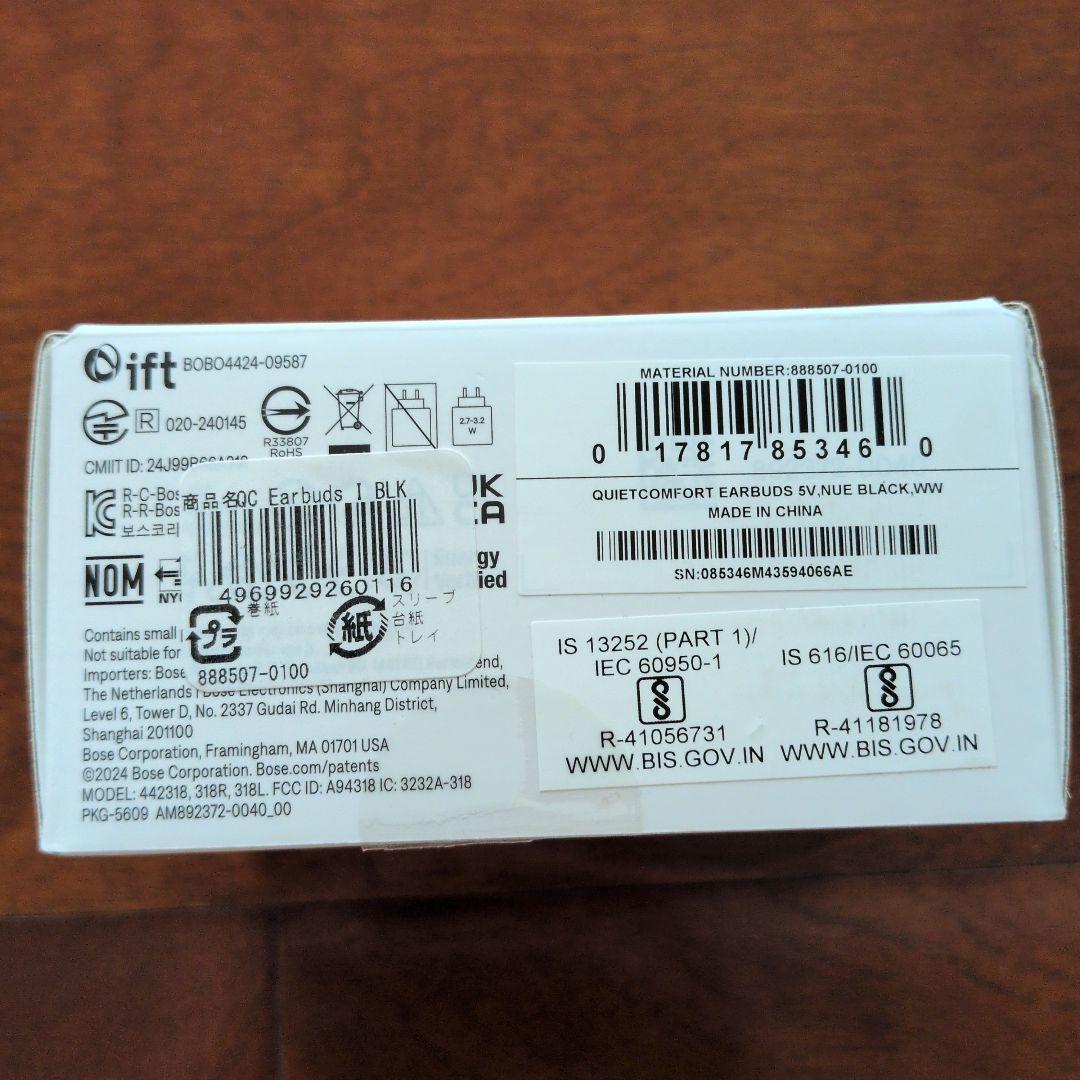 ift BOBO4424-09587
R 020-240145
R33807
RoHS
2.7-3.2
W
CMIIT ID:
R-C-Bos
R-R-Bos
보스코리
UK
CA
NOM
NYC
gy
ied
商品名QC Earbuds I BLK
4969929260116
プラ
巻紙
紙
スリーブ
台紙
トレイ
888507-0100
Contains small
Not suitable for
Importers: Bose
The Netherlands | Bose Electronics (Shanghai) Company Limited,
Level 6, Tower D, No. 2337 Gudai Rd. Minhang District,
Shanghai 201100
Bose Corporation, Framingham, MA 01701 USA
©2024 Bose Corporation. Bose.com/patents
MODEL: 442318, 318R, 318L. FCC ID: A94318 IC: 3232A-318
PKG-5609 AM892372-0040_00
MATERIAL NUMBER:888507-0100
0 17817 85346 0
QUIETCOMFORT EARBUDS 5V,NUE BLACK,WW
MADE IN CHINA
SN:085346M43594066AE
IS 13252 (PART 1)/
IEC 60950-1
R-41056731
WWW.BIS.GOV.IN
IS 616/IEC 60065
R-41181978
WWW.BIS.GOV.IN